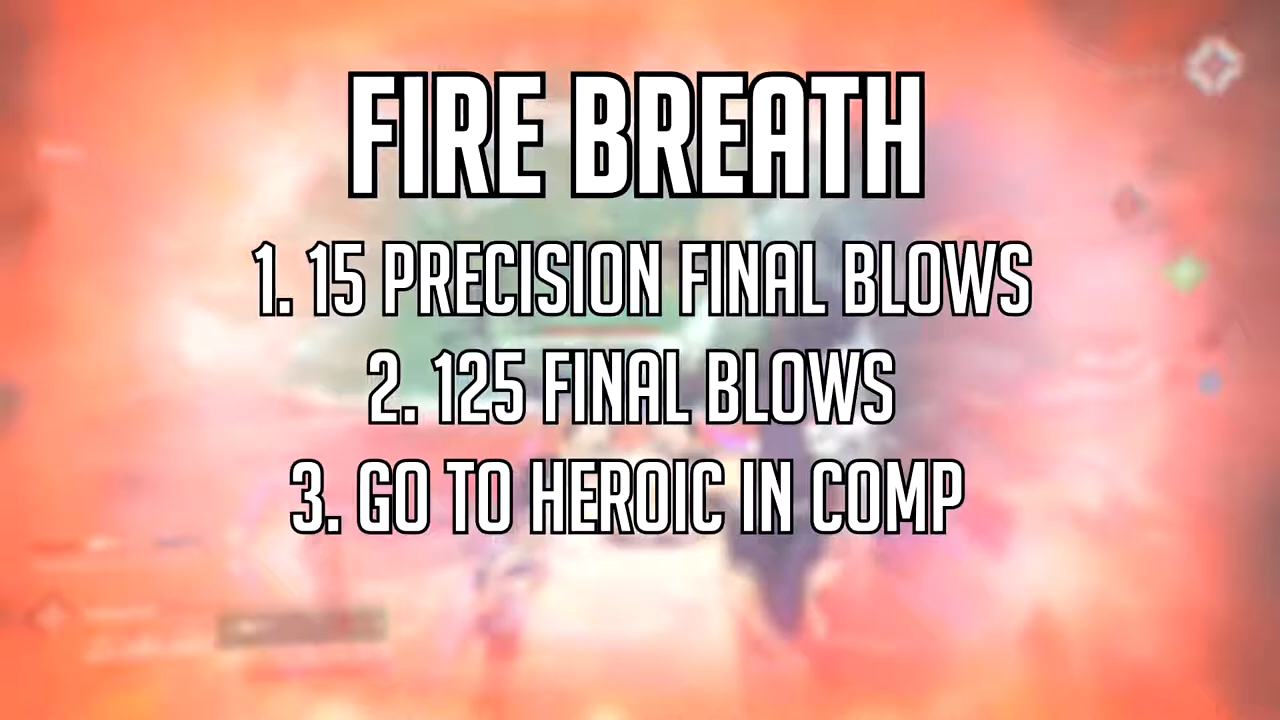 FIRE BREATH
1. 15 PRECISION FINAL BLOWS
2. 125 FINAL BLOWS
3. GO TO HEROIC IN COMP